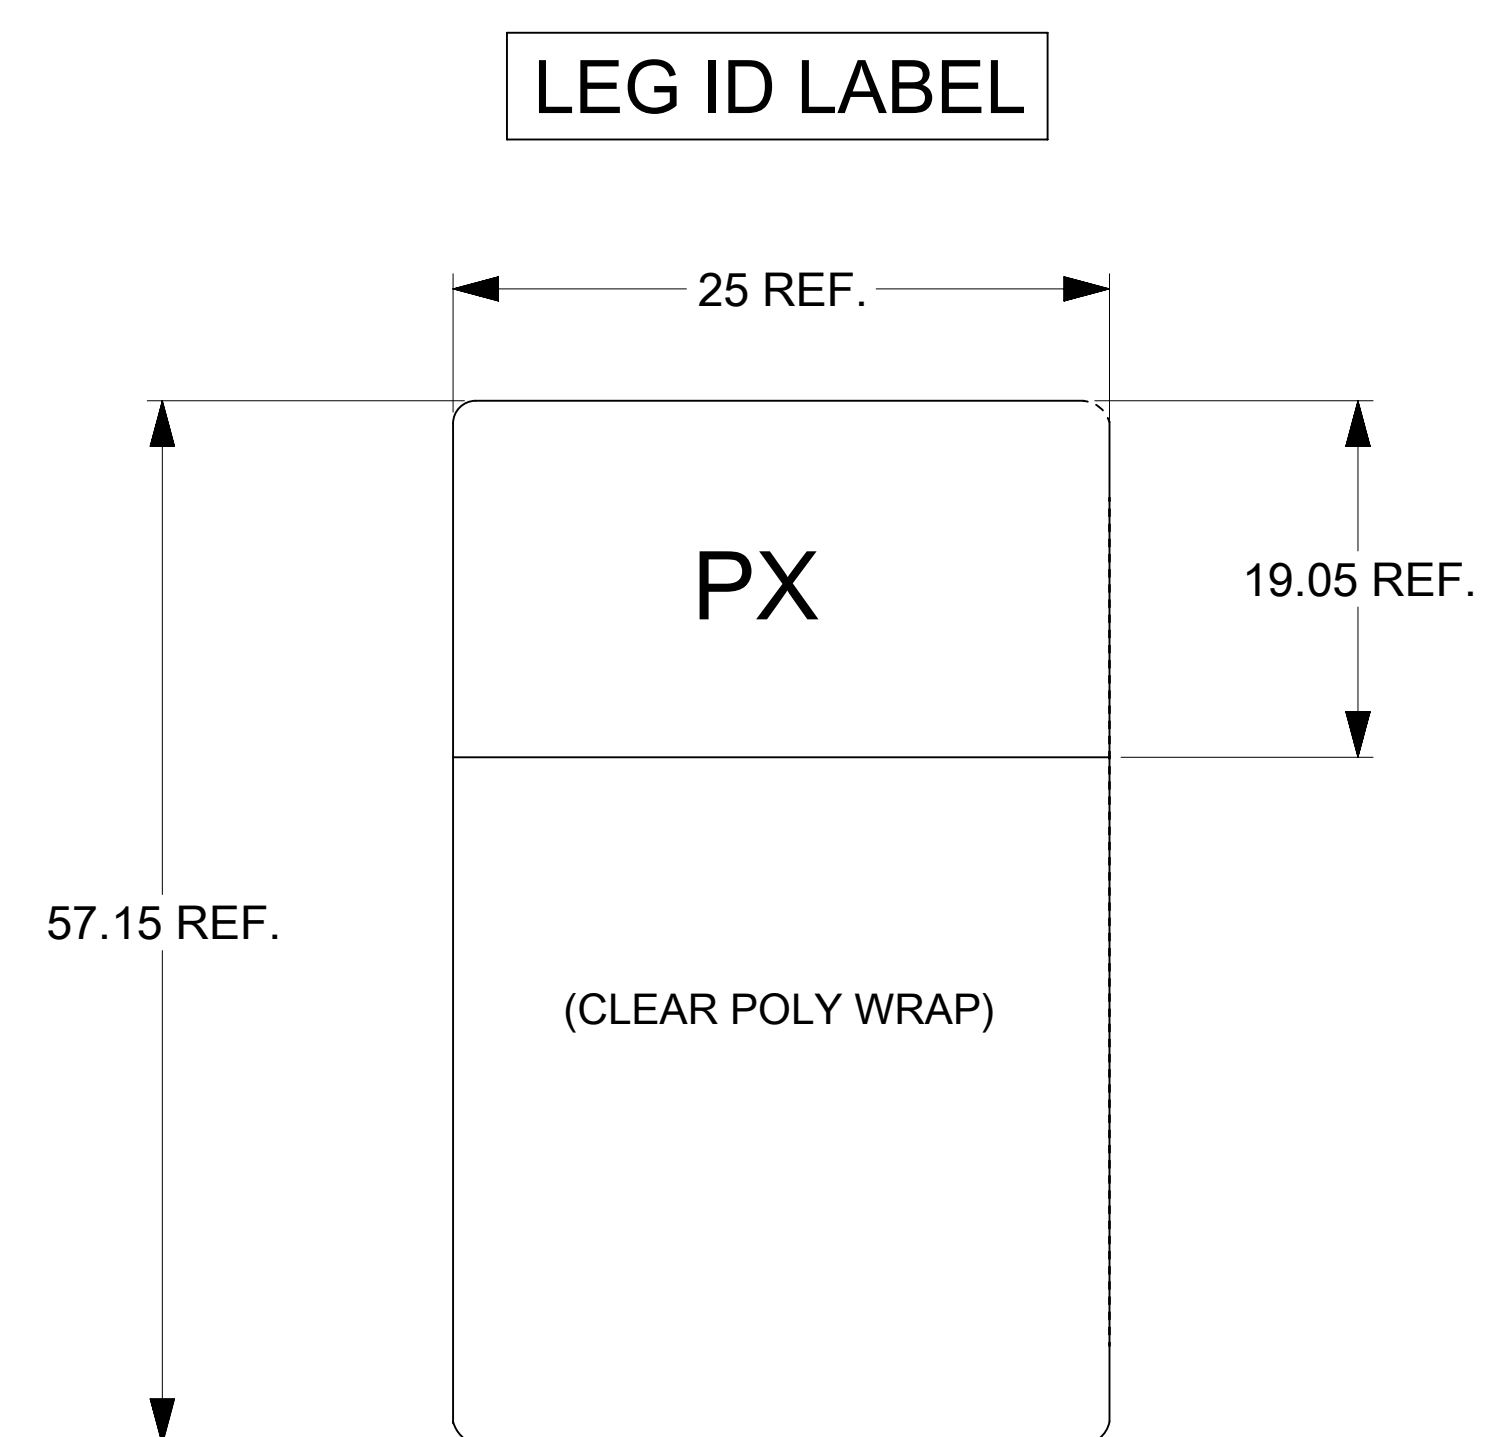 LEG ID LABEL
25 REF.
PX
19.05 REF.
57.15 REF.
(CLEAR POLY WRAP)